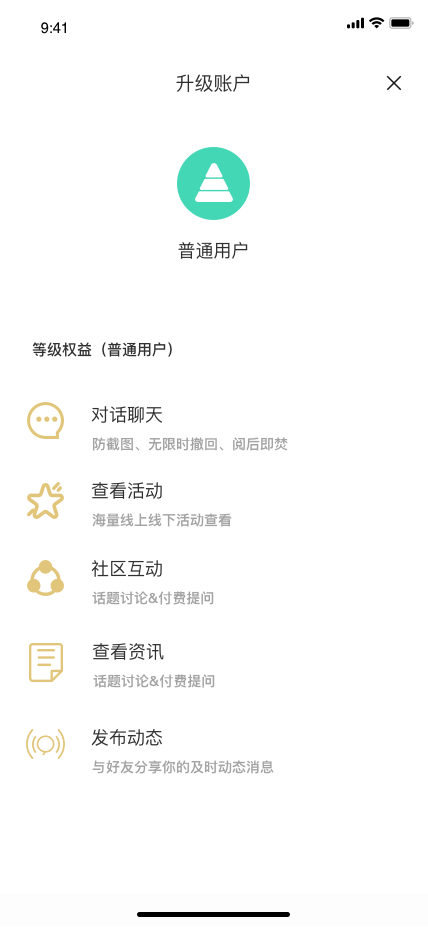 9:41
升级账户
普通用户
等级权益（普通用户）
对话聊天
防截图、无限时撤回、阅后即焚
查看活动
海量线上线下活动查看
社区互动
话题讨论&付费提问
查看资讯
话题讨论&付费提问
发布动态
与好友分享你的及时动态消息